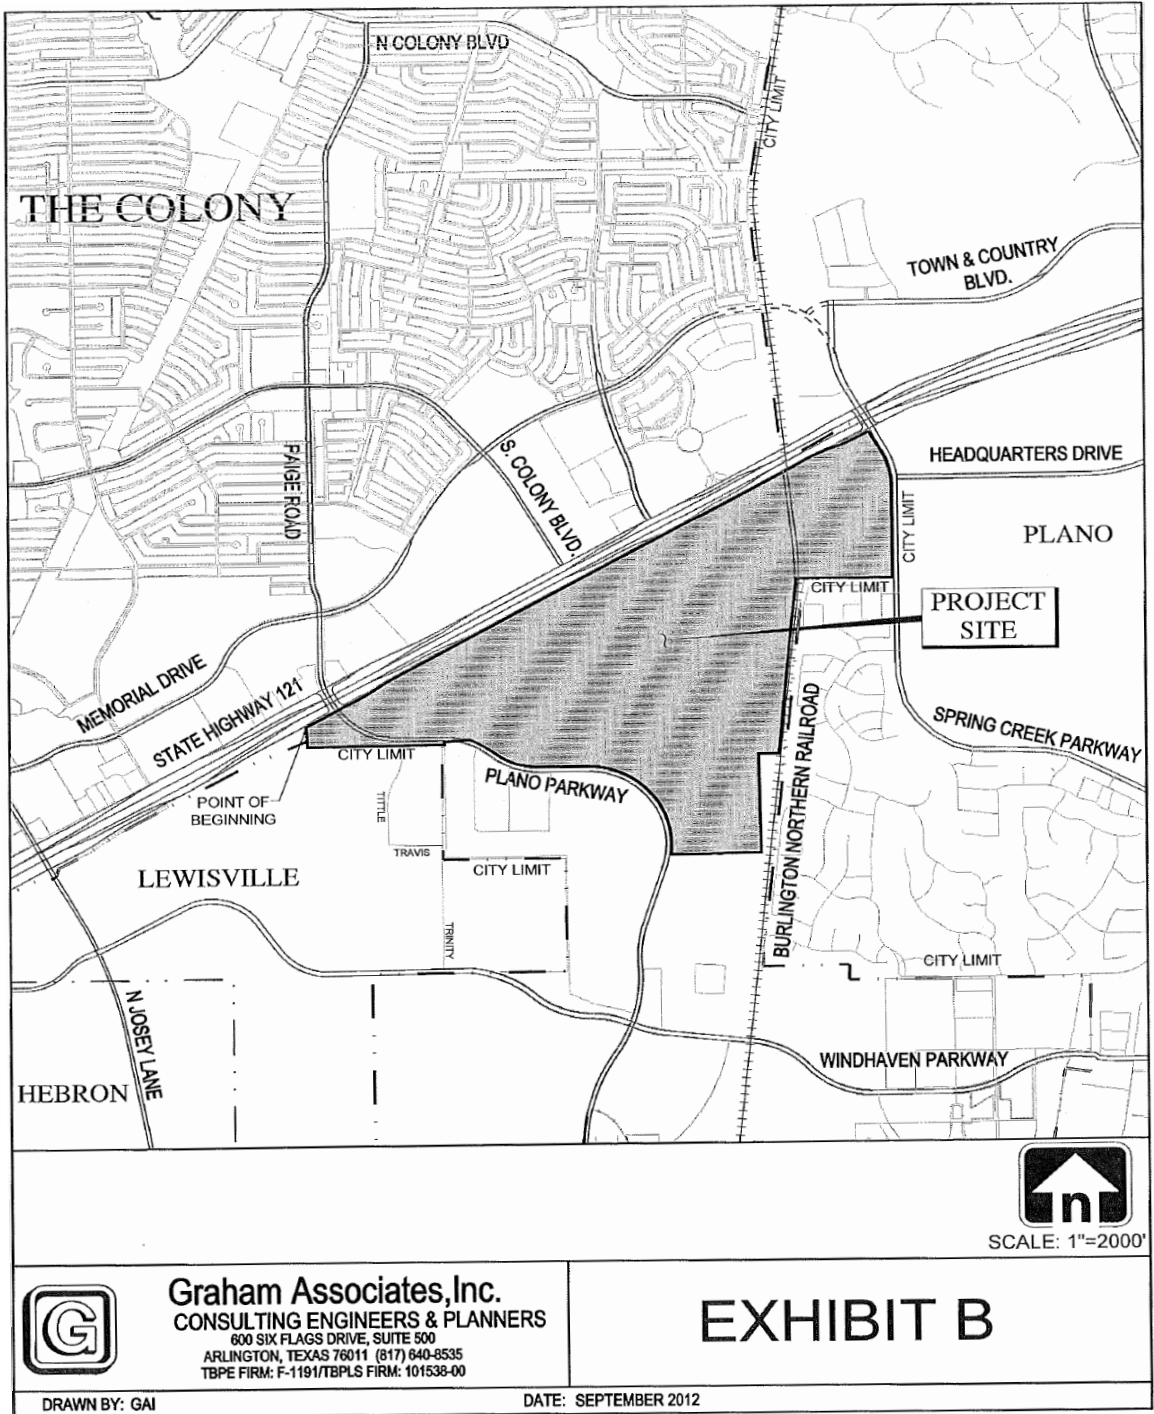 N COLONY BLVD
CITY LIMIT
THE COLONY
TOWN & COUNTRY
BLVD.
PAIGE ROAD
S. COLONY BLVD.
HEADQUARTERS DRIVE
CITY LIMIT
PLANO
CITY LIMIT
PROJECT
SITE
MEMORIAL DRIVE
STATE HIGHWAY 121
SPRING CREEK PARKWAY
CITY LIMIT
PLANO PARKWAY
BURLINGTON NORTHERN RAILROAD
POINT OF
BEGINNING
TITTLE
TRAVIS
CITY LIMIT
LEWISVILLE
TRINITY
CITY LIMIT
N JOSEY LANE
WINDHAVEN PARKWAY
HEBRON
n
SCALE: 1"=2000'
G
Graham Associates,Inc.
CONSULTING ENGINEERS & PLANNERS
600 SIX FLAGS DRIVE, SUITE 500
ARLINGTON, TEXAS 76011 (817) 640-8535
TBPE FIRM: F-1191/TBPLS FIRM: 101538-00
EXHIBIT B
DRAWN BY: GAI
DATE: SEPTEMBER 2012